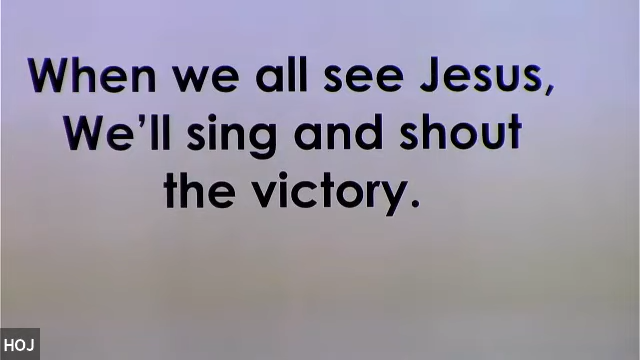 When we all see Jesus,
We'll sing and shout
the victory.
HOJ